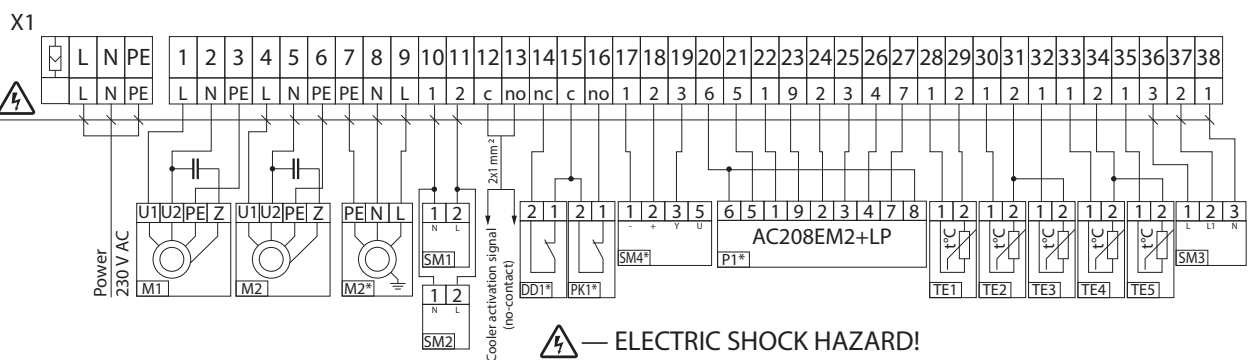 X1
L N PE 1 2 3 4 5 6 7 8 9 10 11 12 13 14 15 16 17 18 19 20 21 22 23 24 25 26 27 28 29 30 31 32 33 34 35 36 37 38
L N PE L N PE L N PE PE N L 1 2 c no nc c no 1 2 3 6 5 1 9 2 3 4 7 1 2 1 2 1 1 2 1 3 2 1
2x1 mm²
U1 U2 PE Z
M1
U1 U2 PE Z
M2
PE N L
M2*
1 2
N L
SM1
1 2
N L
SM2
2 1
DD1*
2 1
PK1*
1 2 3 5
- + Y U
SM4*
6 5 1 9 2 3 4 7 8
AC208EM2+LP
P1*
1 2
t°C
TE1
1 2
t°C
TE2
1 2
t°C
TE3
1 2
t°C
TE4
1 2
t°C
TE5
1 2 3
L L1 N
SM3
Power
230 V AC
Cooler activation signal
(no-contact)
— ELECTRIC SHOCK HAZARD!